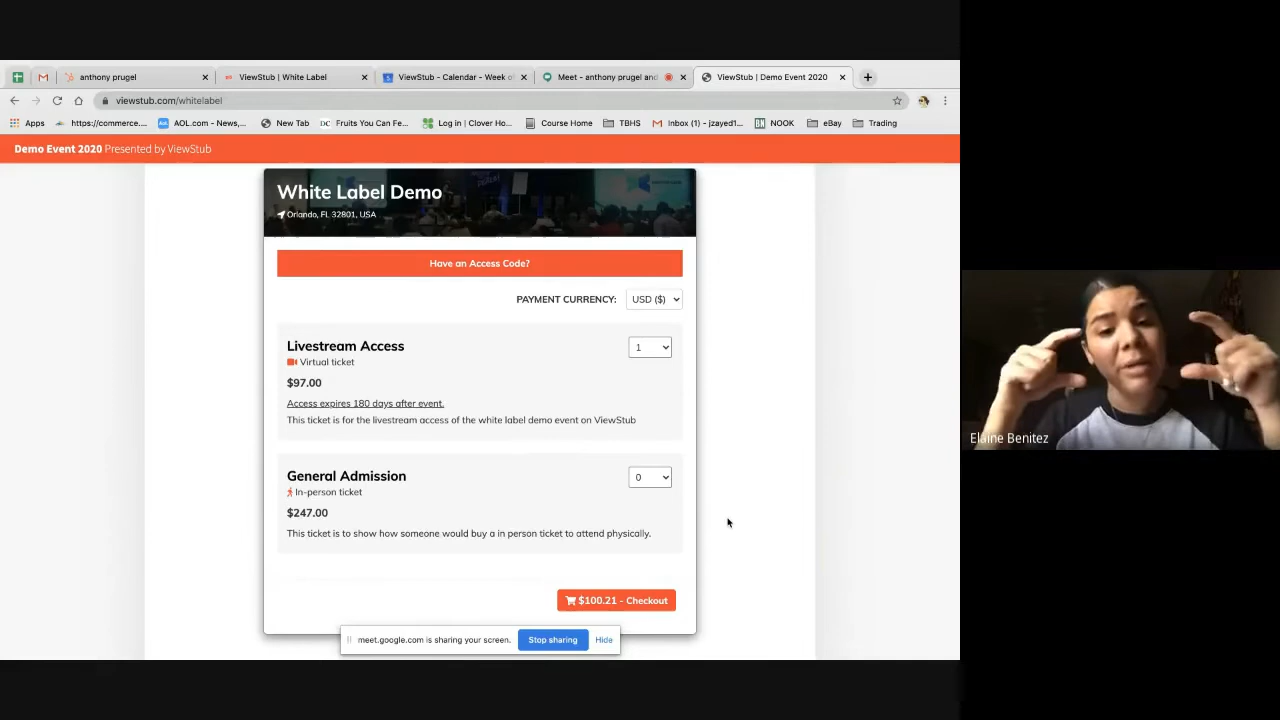 anthony prugel
ViewStub | White Label
ViewStub - Calendar - Week o
Meet - anthony prugel and
ViewStub | Demo Event 2020
viewstub.com/whitelabel
Apps
https://commerce....
AOL.com - News,...
New Tab
Fruits You Can Fe...
Log in | Clover Ho...
Course Home
TBHS
Inbox (1) - jzayed1...
NOOK
eBay
Trading
Demo Event 2020 Presented by ViewStub
White Label Demo
Orlando, FL 32801, USA
Have an Access Code?
PAYMENT CURRENCY: USD ($)
Livestream Access
1
Virtual ticket
$97.00
Access expires 180 days after event.
This ticket is for the livestream access of the white label demo event on ViewStub
General Admission
0
In-person ticket
$247.00
This ticket is to show how someone would buy a in person ticket to attend physically.
$100.21 - Checkout
meet.google.com is sharing your screen. Stop sharing Hide
Elaine Benitez